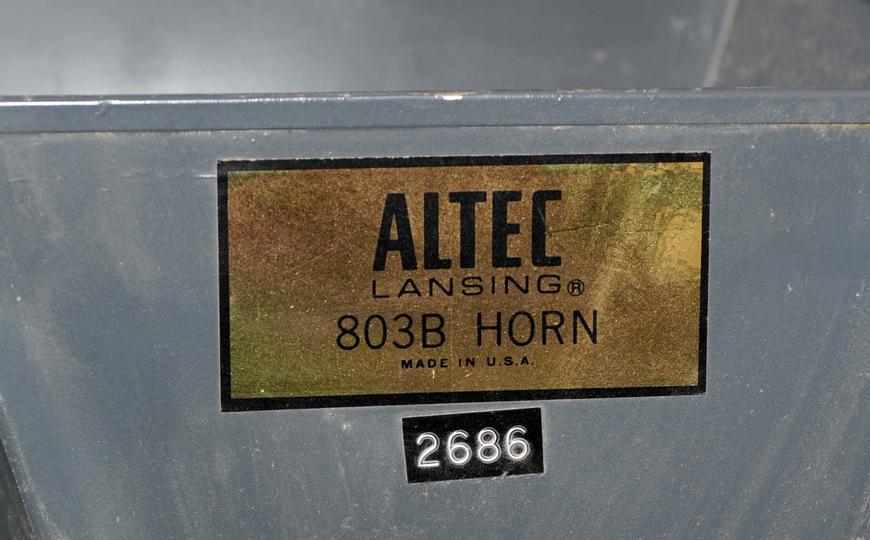 ALTEC
LANSING®
803B HORN
MADE IN U.S.A.
2686